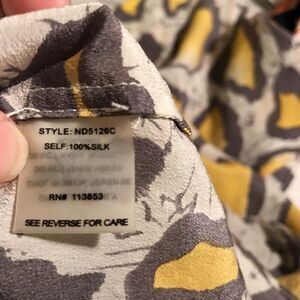 STYLE: ND5126C
SELF:100%SILK
RN# 113853
SEE REVERSE FOR CARE